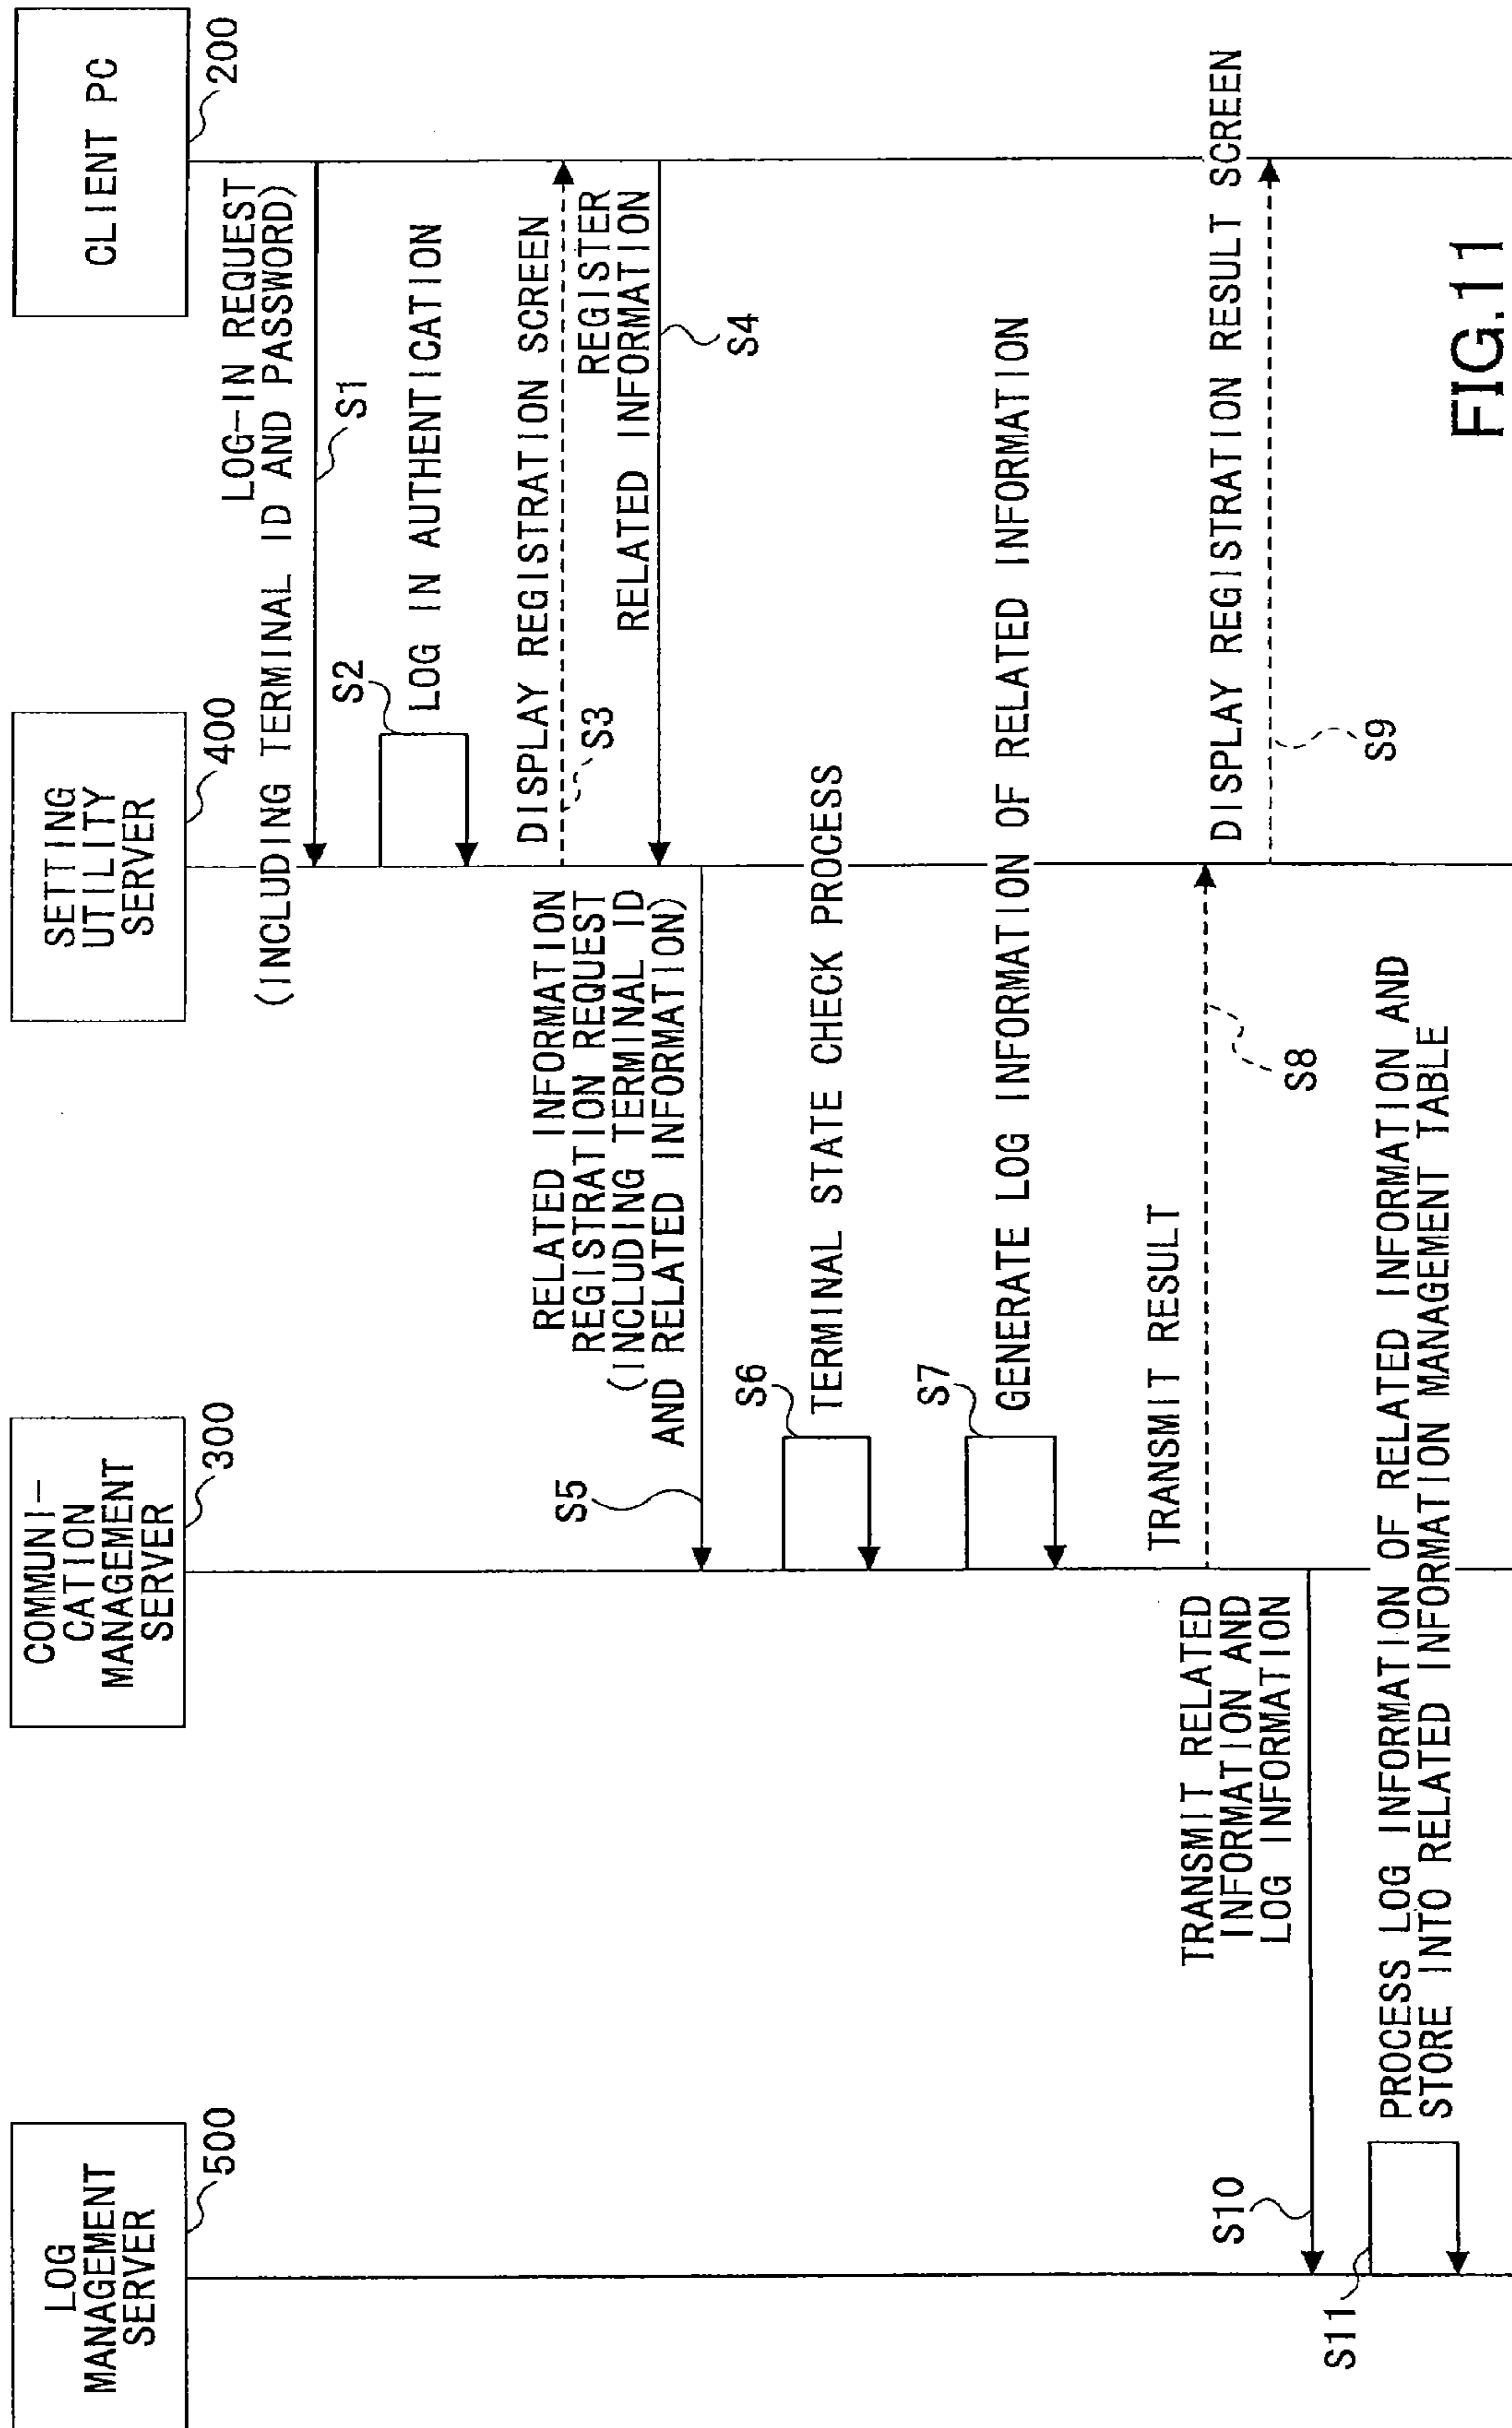 LOG
MANAGEMENT
SERVER
500
COMMUNI-
CATION
MANAGEMENT
SERVER
300
SETTING
UTILITY
SERVER
400
CLIENT PC
200
LOG-IN REQUEST
(INCLUDING TERMINAL ID AND PASSWORD)
S1
S2
LOG IN AUTHENTICATION
DISPLAY REGISTRATION SCREEN
S3
REGISTER
RELATED INFORMATION
S4
RELATED INFORMATION
REGISTRATION REQUEST
(INCLUDING TERMINAL ID
AND RELATED INFORMATION)
S5
S6
TERMINAL STATE CHECK PROCESS
S7
GENERATE LOG INFORMATION OF RELATED INFORMATION
TRANSMIT RESULT
S8
DISPLAY REGISTRATION RESULT SCREEN
S9
TRANSMIT RELATED
INFORMATION AND
LOG INFORMATION
S10
S11
PROCESS LOG INFORMATION OF RELATED INFORMATION AND
STORE INTO RELATED INFORMATION MANAGEMENT TABLE
FIG.11